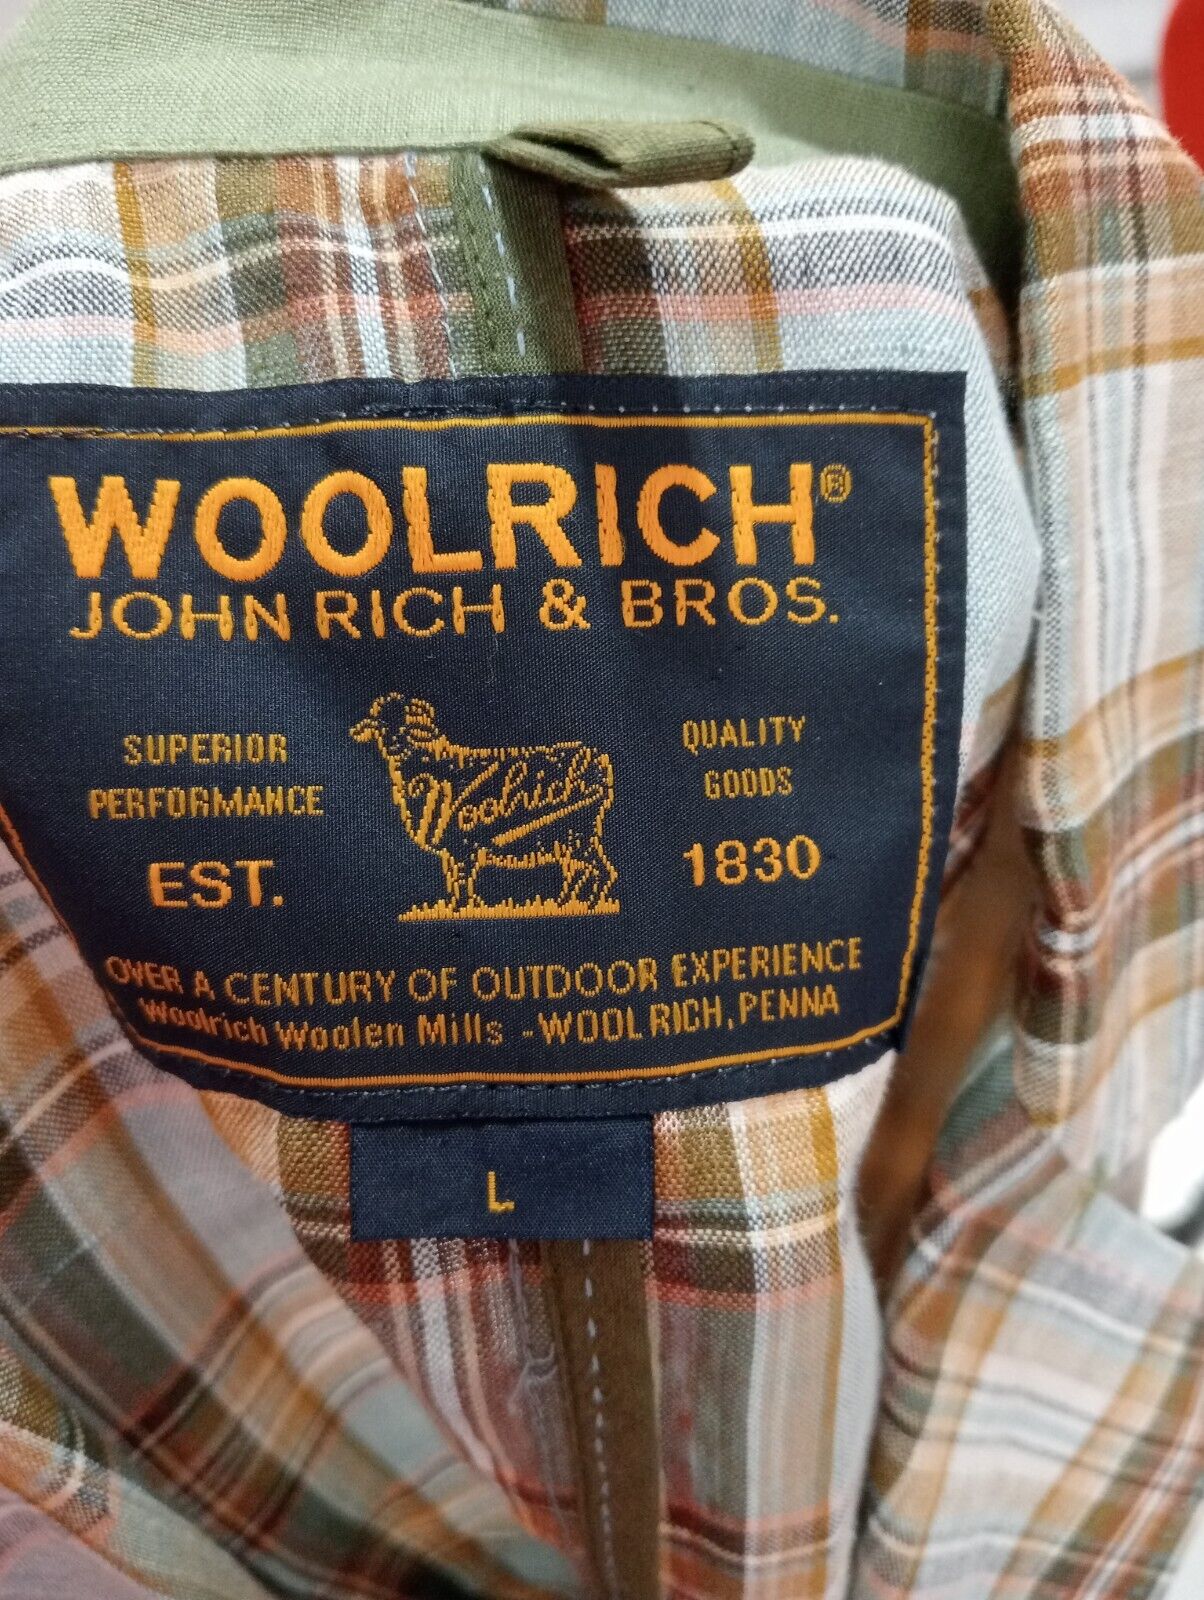 WOOLRICH®
JOHN RICH & BROS.
SUPERIOR
PERFORMANCE
EST.
Woolrich
QUALITY
GOODS
1830
OVER A CENTURY OF OUTDOOR EXPERIENCE
Woolrich Woolen Mills - WOOLRICH, PENNA
L